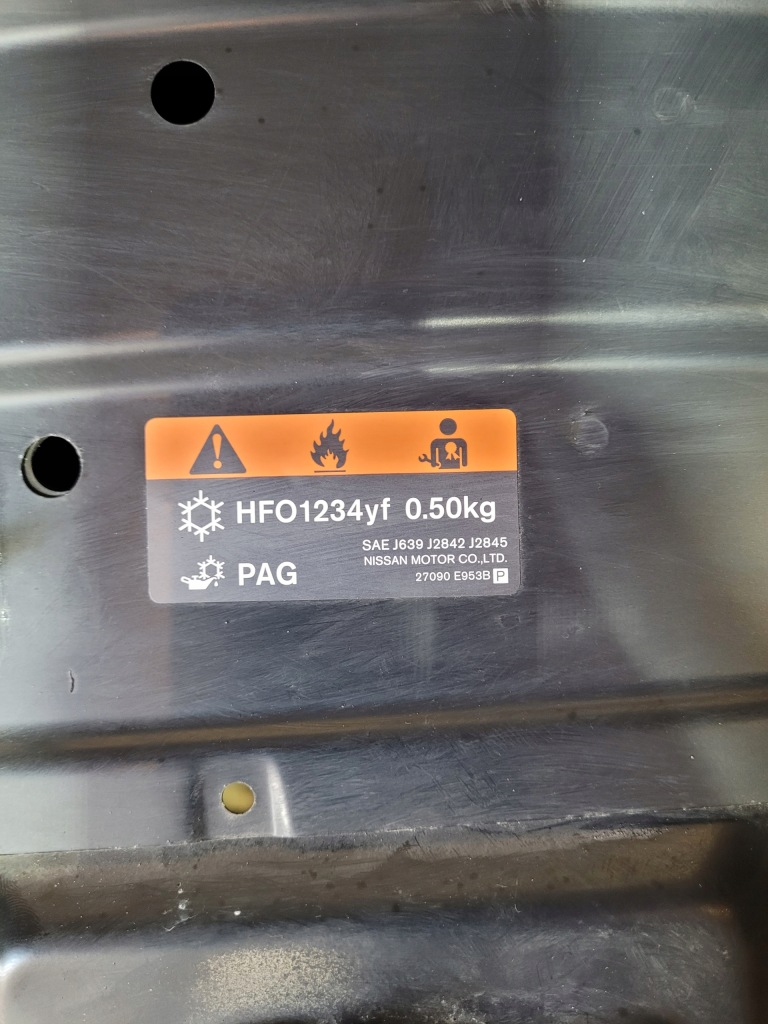 HFO1234yf 0.50kg
SAE J639 J2842 J2845
NISSAN MOTOR CO.,LTD.
PAG
27090 E953B P